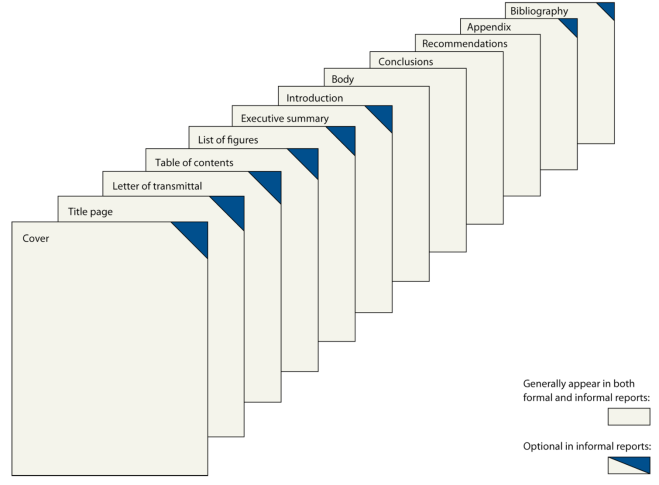 Bibliography
Appendix
Recommendations
Conclusions
Body
Introduction
Executive summary
List of figures
Table of contents
Letter of transmittal
Title page
Cover
Generally appear in both
formal and informal reports:
Optional in informal reports: